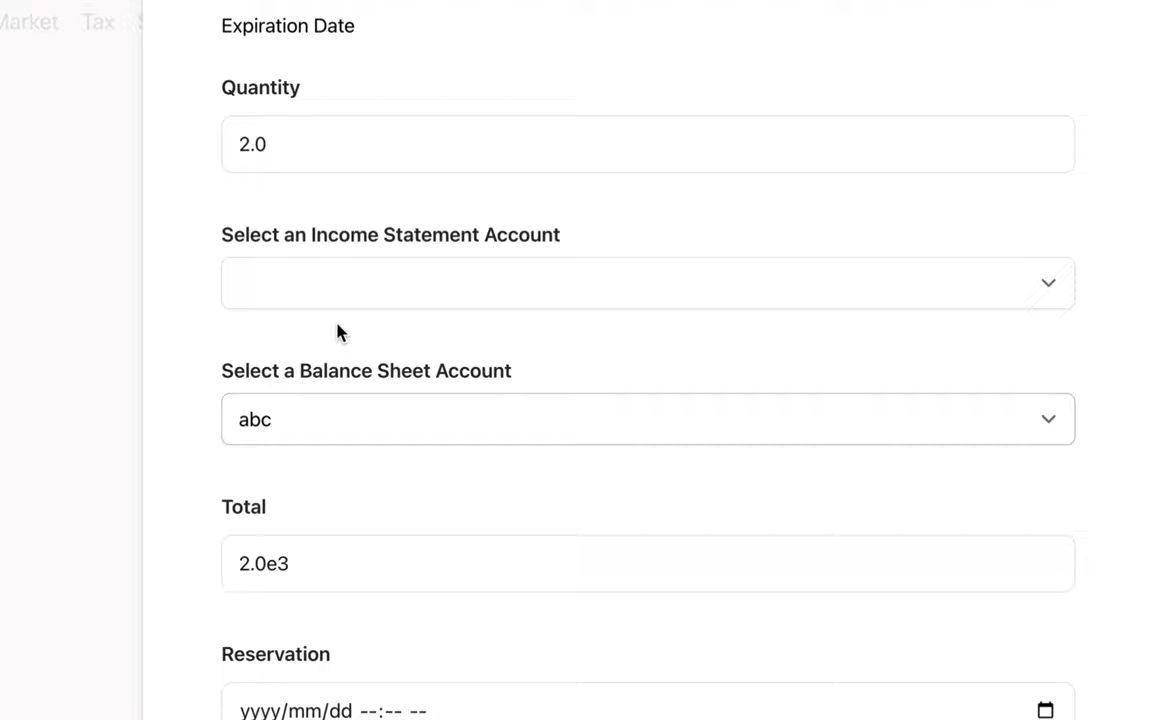 Market Tax
Expiration Date
Quantity
2.0
Select an Income Statement Account
Select a Balance Sheet Account
abc
Total
2.0e3
Reservation
yyyy/mm/dd --:-- --